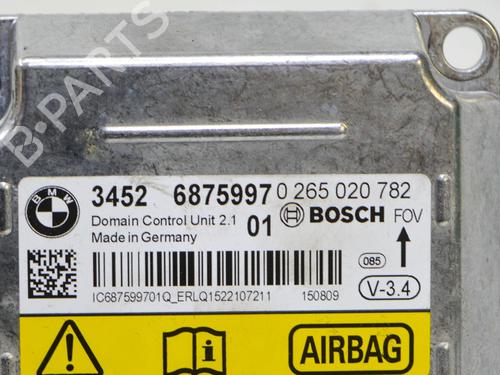 B-PARTS
BMW
3452 6875997 0 265 020 782
Domain Control Unit 2.1 01 BOSCH FOV
Made in Germany
085
IC687599701Q_ERLQ1522107211 150809 V-3.4
AIRBAG